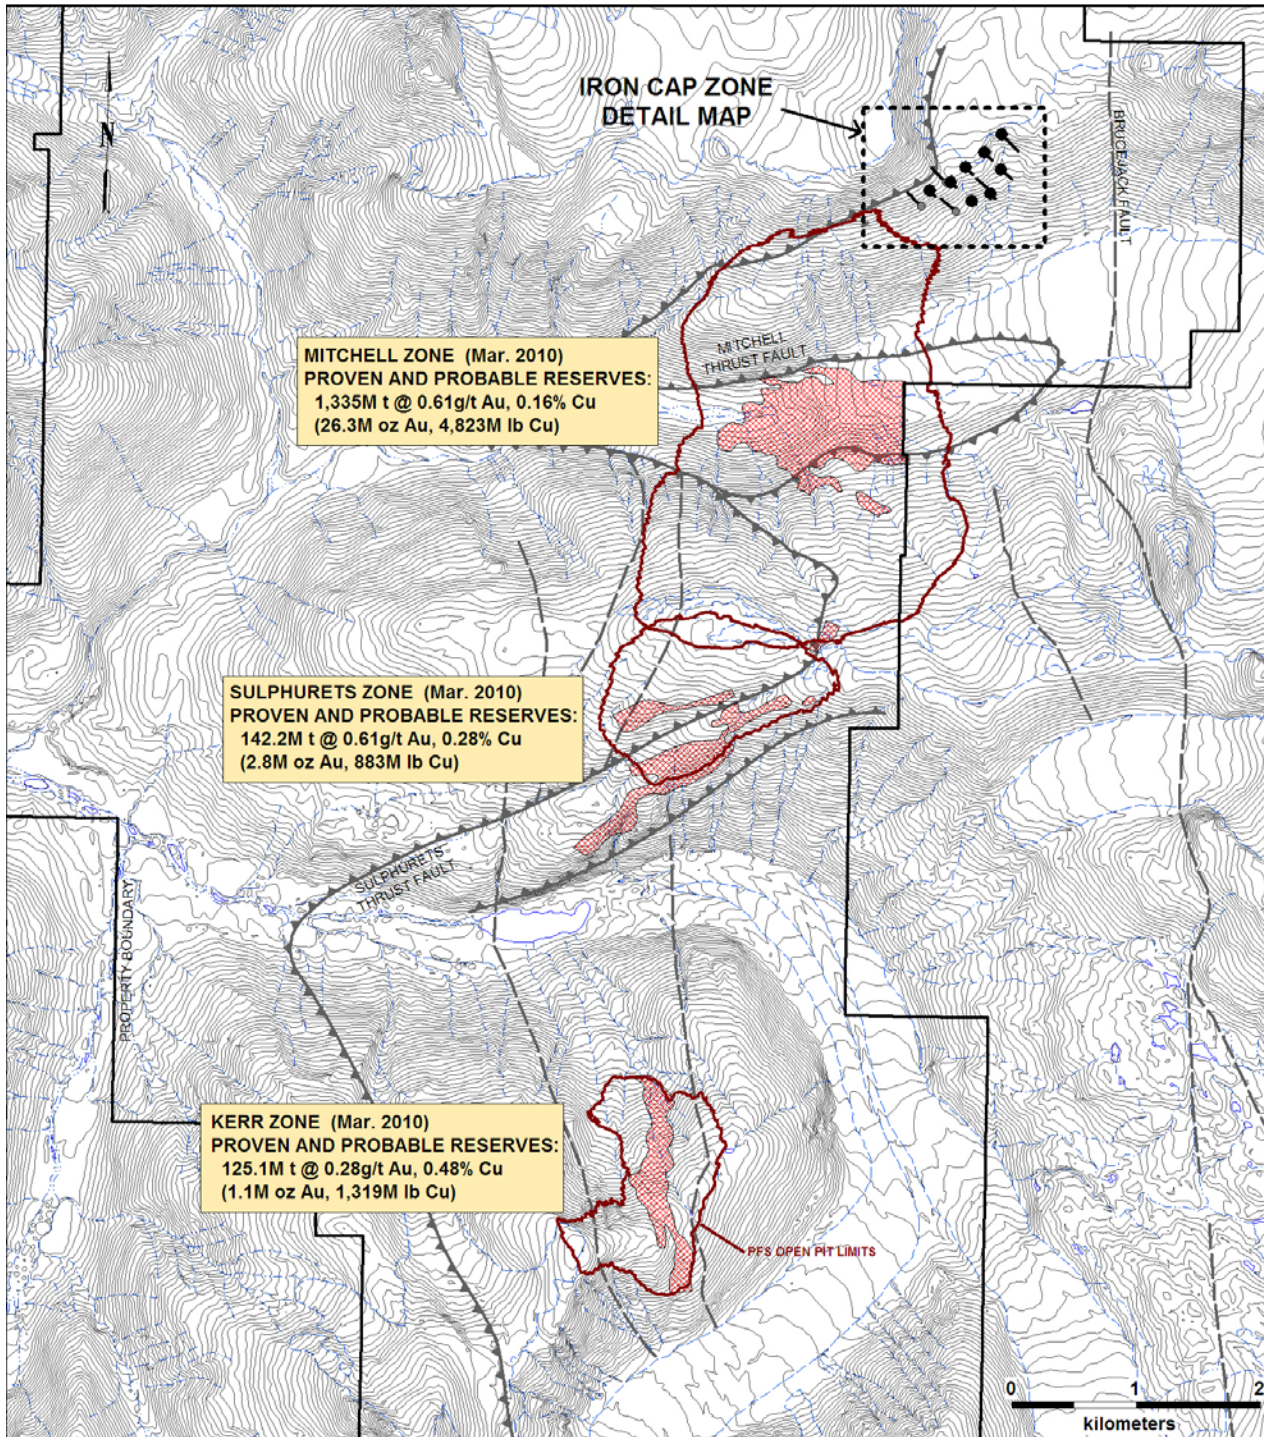 IRON CAP ZONE
DETAIL MAP
N
BRUCEJACK FAULT
MITCHELL
THRUST FAULT
MITCHELL ZONE (Mar. 2010)
PROVEN AND PROBABLE RESERVES:
1,335M t @ 0.61g/t Au, 0.16% Cu
(26.3M oz Au, 4,823M lb Cu)
SULPHURETS ZONE (Mar. 2010)
PROVEN AND PROBABLE RESERVES:
142.2M t @ 0.61g/t Au, 0.28% Cu
(2.8M oz Au, 883M lb Cu)
SULPHURETS
THRUST FAULT
PROPERTY BOUNDARY
KERR ZONE (Mar. 2010)
PROVEN AND PROBABLE RESERVES:
125.1M t @ 0.28g/t Au, 0.48% Cu
(1.1M oz Au, 1,319M lb Cu)
PFS OPEN PIT LIMITS
0 1 2
kilometers